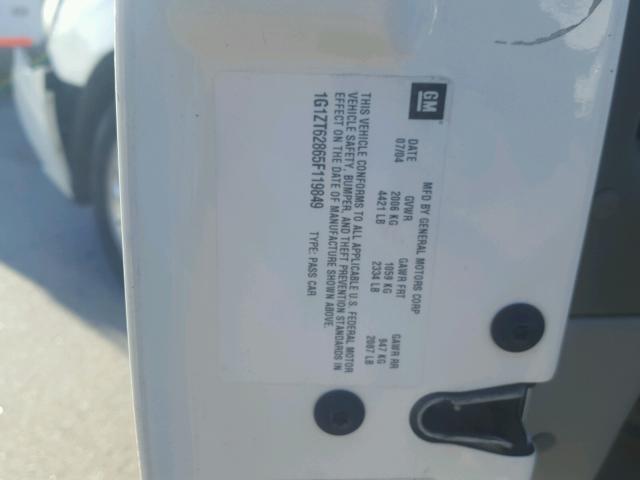 GM
MFD BY GENERAL MOTORS CORP
DATE GVWR GAWR FRT GAWR RR
07/04 2006 KG 1059 KG 947 KG
4421 LB 2334 LB 2087 LB
THIS VEHICLE CONFORMS TO ALL APPLICABLE U.S. FEDERAL MOTOR
VEHICLE SAFETY, BUMPER, AND THEFT PREVENTION STANDARDS IN
EFFECT ON THE DATE OF MANUFACTURE SHOWN ABOVE.
1G1ZT62865F119849 TYPE: PASS CAR